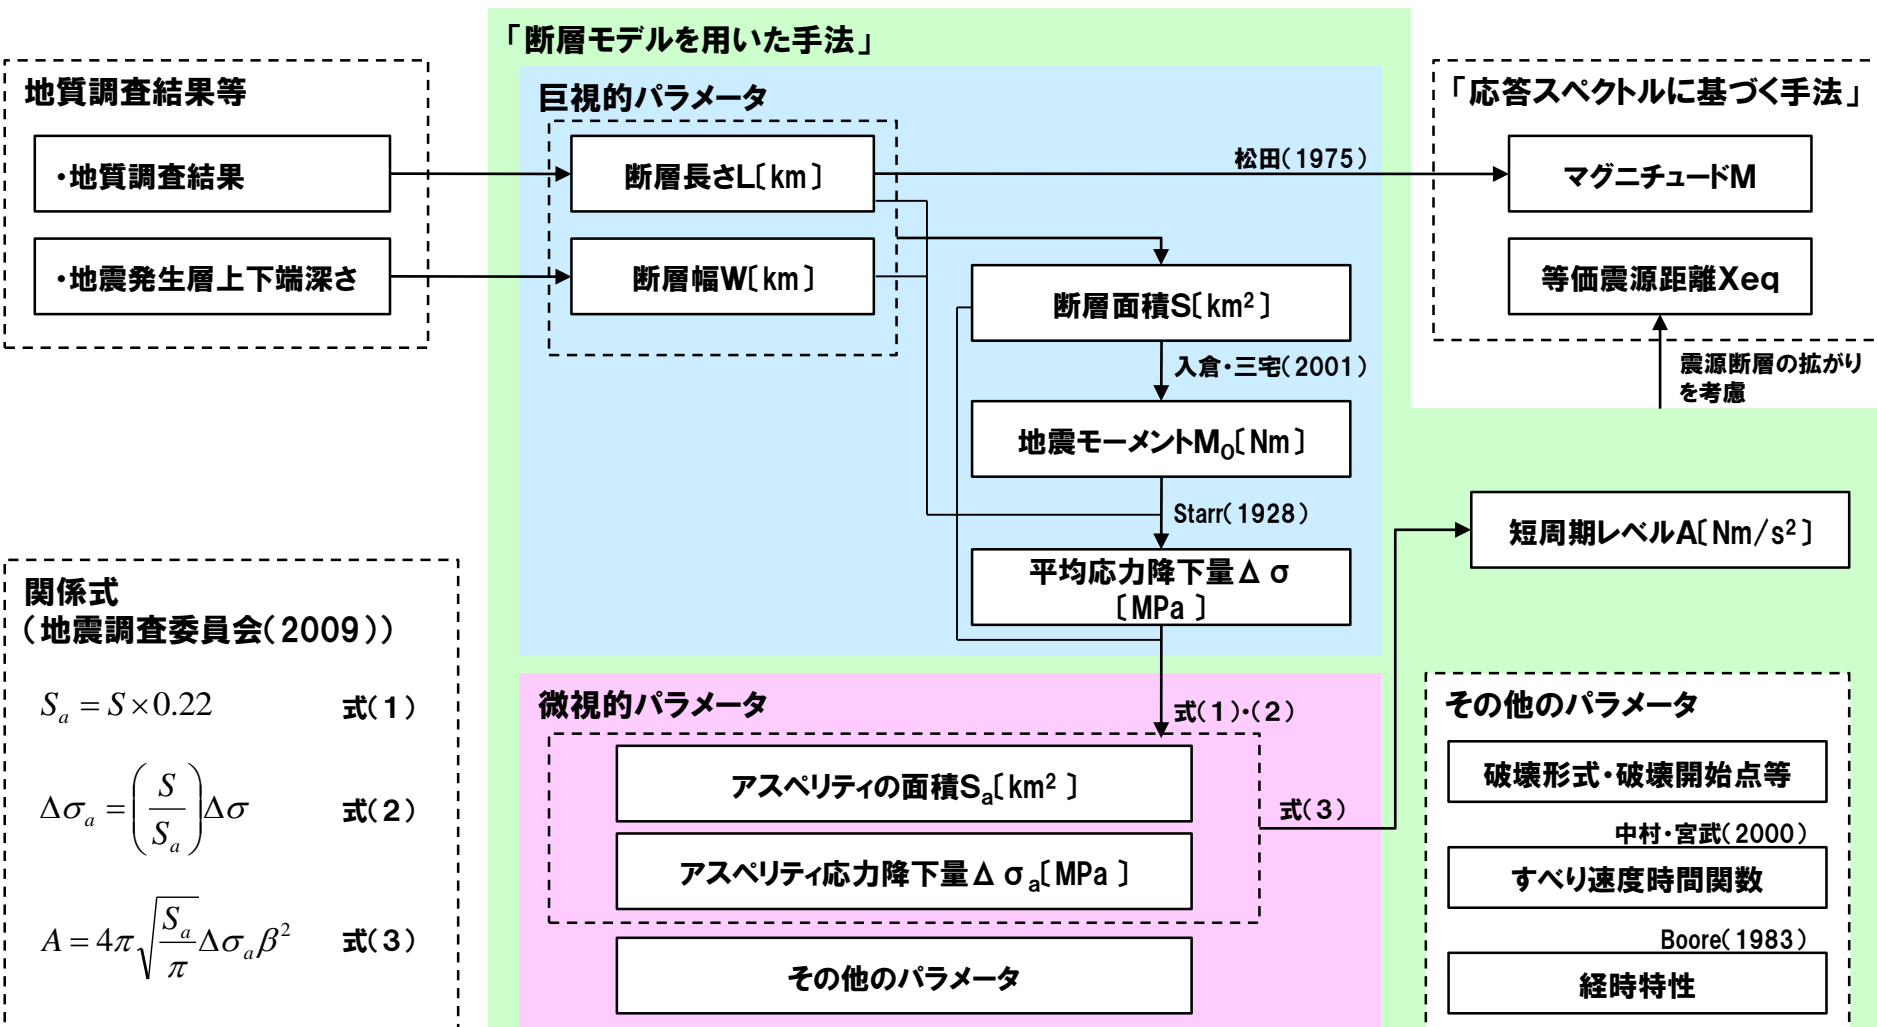 「断層モデルを用いた手法」
地質調査結果等
・地質調査結果
・地震発生層上下端深さ
巨視的パラメータ
断層長さL〔km〕
断層幅W〔km〕
松田(1975)
断層面積S〔km²〕
入倉・三宅(2001)
地震モーメントM₀〔Nm〕
Starr(1928)
平均応力降下量Δσ
〔MPa〕
「応答スペクトルに基づく手法」
マグニチュードM
等価震源距離Xeq
震源断層の拡がり
を考慮
短周期レベルA〔Nm/s²〕
関係式
(地震調査委員会(2009))
Sₐ = S×0.22 式(1)
Δσₐ = (S/Sₐ)Δσ 式(2)
A = 4π√(Sₐ/π)Δσₐβ² 式(3)
微視的パラメータ
式(1)・(2)
アスペリティの面積Sₐ〔km²〕
アスペリティ応力降下量Δσₐ〔MPa〕
式(3)
その他のパラメータ
その他のパラメータ
破壊形式・破壊開始点等
中村・宮武(2000)
すべり速度時間関数
Boore(1983)
経時特性